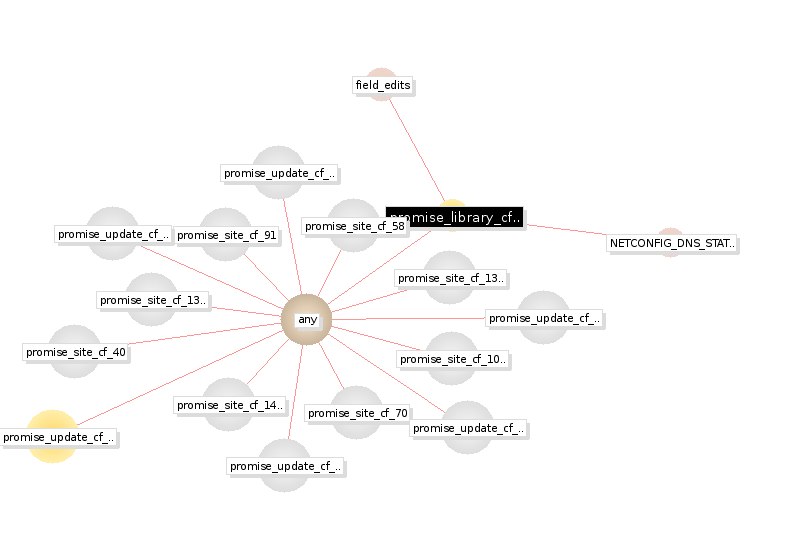 field_edits
promise_update_cf_..
promise_library_cf..
promise_site_cf_58
promise_update_cf_..
promise_site_cf_91
NETCONFIG_DNS_STAT..
promise_site_cf_13..
promise_site_cf_13..
any
promise_update_cf_..
promise_site_cf_40
promise_site_cf_10..
promise_site_cf_14..
promise_site_cf_70
promise_update_cf_..
promise_update_cf_..
promise_update_cf_..